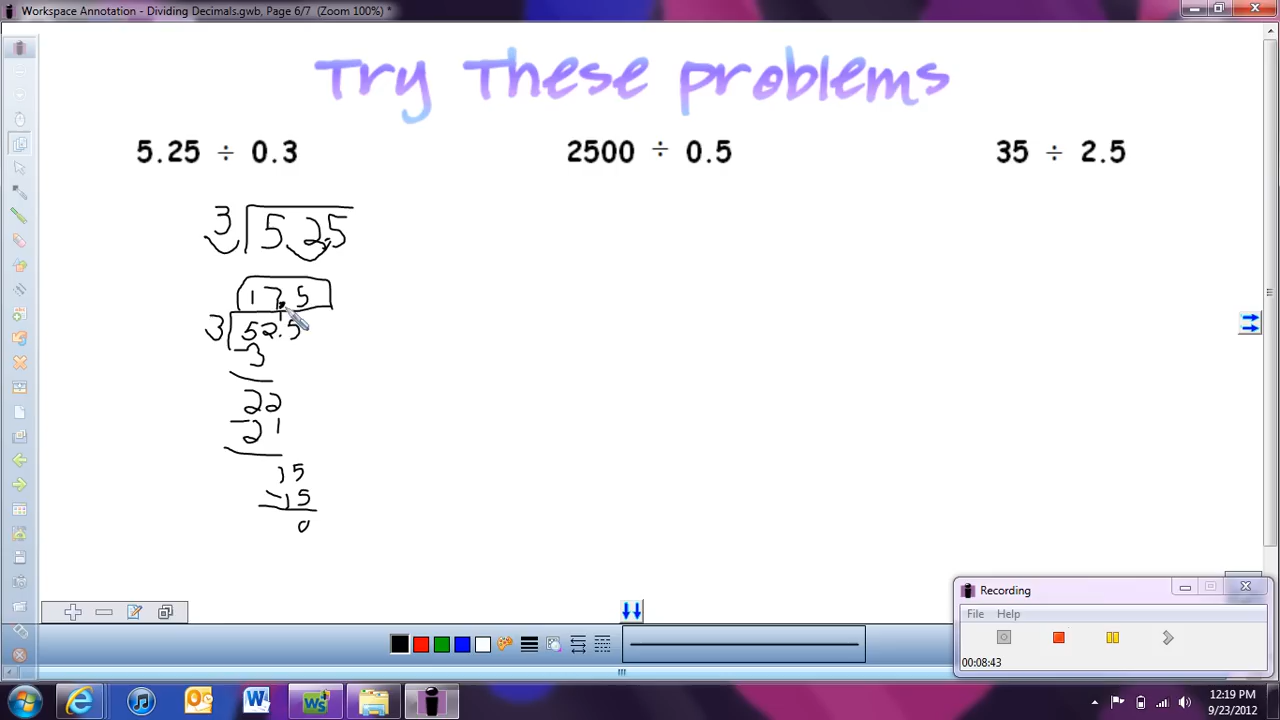 Workspace Annotation - Dividing Decimals.gwb, Page 6/7 (Zoom 100%) *
Try These problems
5.25 ÷ 0.3
2500 ÷ 0.5
35 ÷ 2.5
3 5 2.5
17.5
3 52.5
- 3
22
- 21
15
- 15
0
Recording
File Help
00:08:43
12:19 PM
9/23/2012